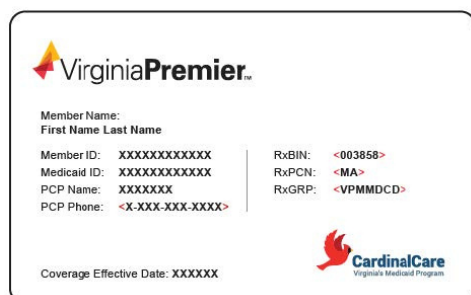 VirginiaPremier™
Member Name:
First Name Last Name
Member ID: XXXXXXXXXXXX
Medicaid ID: XXXXXXXXXXXX
PCP Name: XXXXXXX
PCP Phone: <X-XXX-XXX-XXXX>
RxBIN: <003858>
RxPCN: <MA>
RxGRP: <VPMMDCD>
CardinalCare
Virginia's Medicaid Program
Coverage Effective Date: XXXXXX